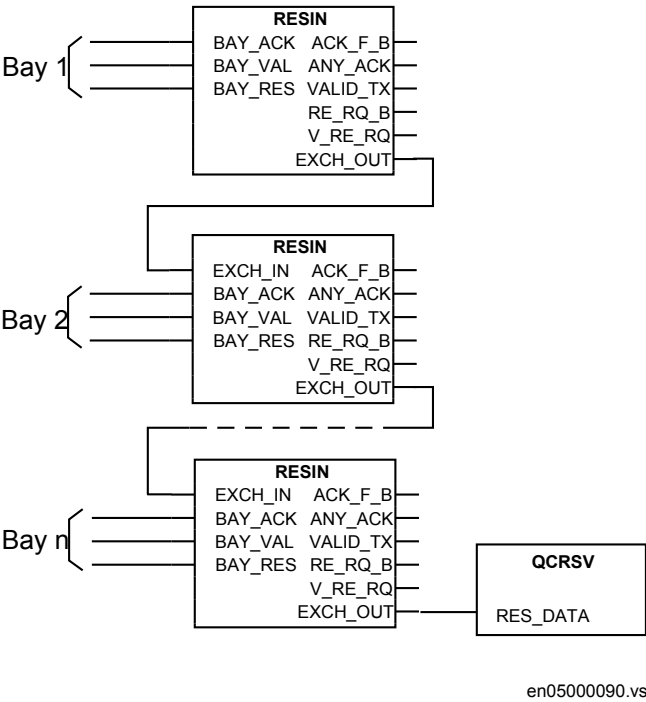 RESIN
BAY_ACK ACK_F_B
Bay 1 BAY_VAL ANY_ACK
BAY_RES VALID_TX
RE_RQ_B
V_RE_RQ
EXCH_OUT
RESIN
EXCH_IN ACK_F_B
BAY_ACK ANY_ACK
Bay 2 BAY_VAL VALID_TX
BAY_RES RE_RQ_B
V_RE_RQ
EXCH_OUT
RESIN
EXCH_IN ACK_F_B
BAY_ACK ANY_ACK
Bay n BAY_VAL VALID_TX
BAY_RES RE_RQ_B
V_RE_RQ
EXCH_OUT
QCRSV
RES_DATA
en05000090.vs